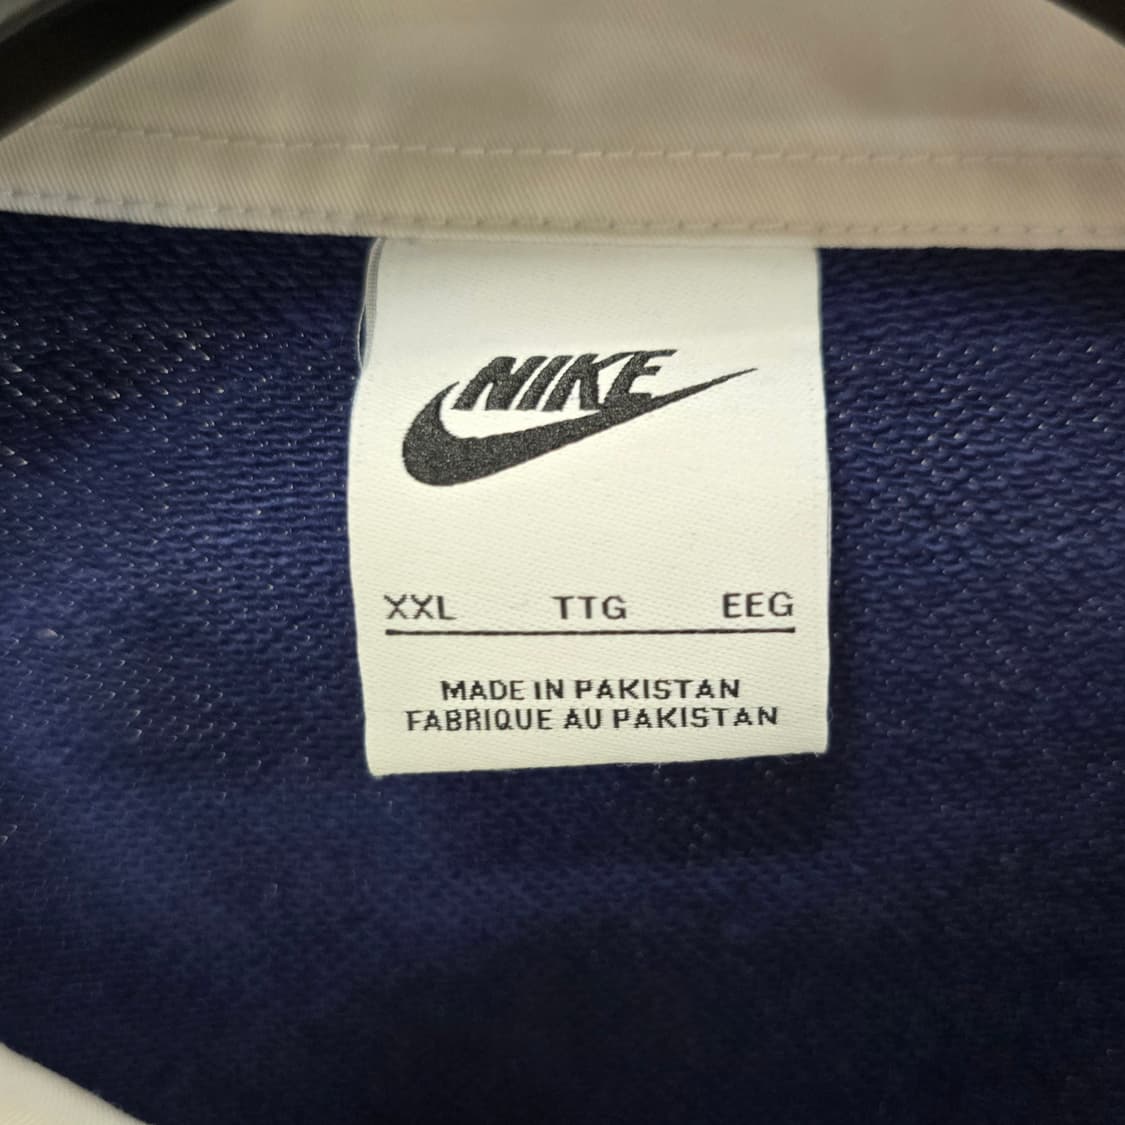 NIKE
XXL TTG EEG
MADE IN PAKISTAN
FABRIQUE AU PAKISTAN